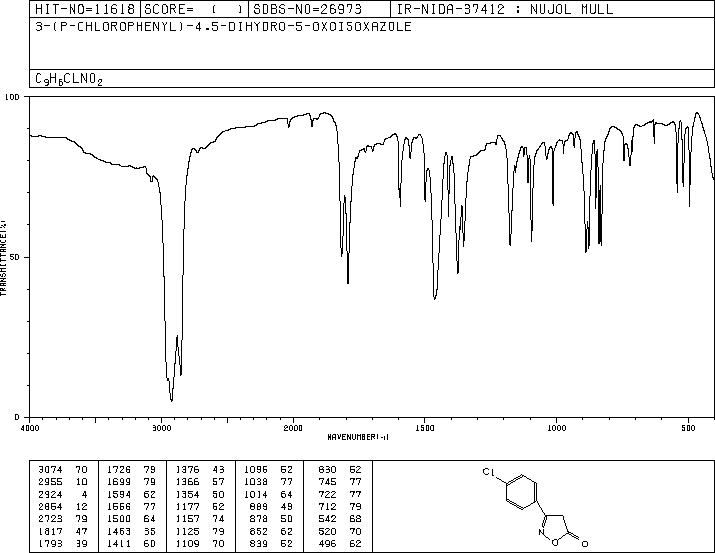 HIT-NO=11618 SCORE= ( ) SDBS-NO=26973 IR-NIDA-37412 : NUJOL MULL
3-(P-CHLOROPHENYL)-4,5-DIHYDRO-5-OXOISOXAZOLE
C9H6CLNO2
100
50
0
TRANSMITTANCE(%)
4000 3000 2000 1500 1000 500
WAVENUMBER(-1)
3074 70 1726 79 1376 43 1096 52 830 52
2955 10 1699 79 1366 57 1038 77 745 77
2924 4 1594 62 1354 50 1014 64 722 77
2854 12 1556 77 1177 52 889 49 712 79
2723 79 1500 64 1157 74 878 50 542 68
1817 47 1463 35 1125 79 852 62 520 70
1793 39 1411 60 1109 70 839 52 496 62
Cl
N
O
O